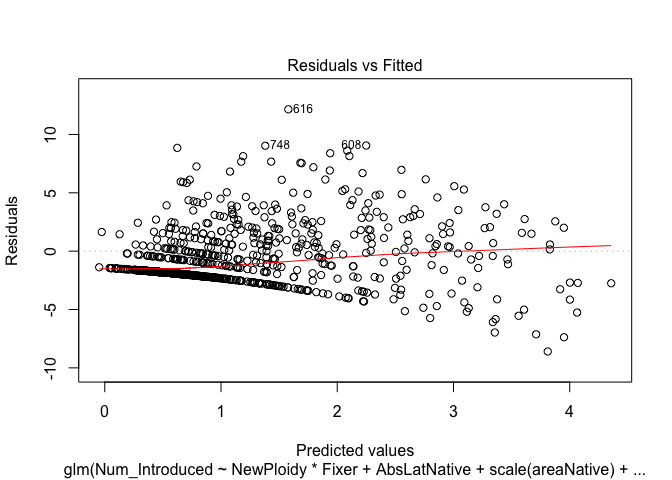 Residuals vs Fitted
616
748
608
10
5
0
-5
-10
Residuals
0 1 2 3 4
Predicted values
glm(Num_Introduced ~ NewPloidy * Fixer + AbsLatNative + scale(areaNative) + ...